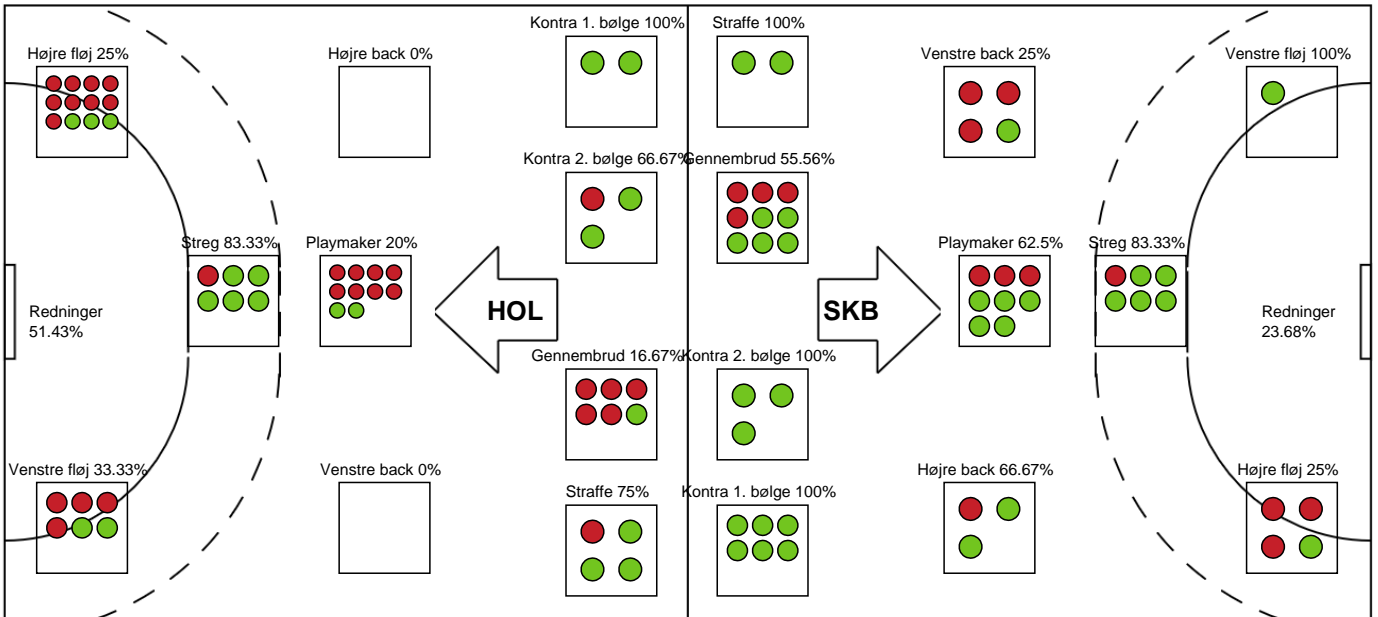 Kontra 1. bølge 100%
Straffe 100%
Højre fløj 25%
Højre back 0%
Venstre back 25%
Venstre fløj 100%
Kontra 2. bølge 66.67%
Gennembrud 55.56%
Streg 83.33%
Playmaker 20%
Playmaker 62.5%
Streg 83.33%
Redninger
51.43%
HOL
SKB
Redninger
23.68%
Gennembrud 16.67%
Kontra 2. bølge 100%
Venstre fløj 33.33%
Venstre back 0%
Højre back 66.67%
Højre fløj 25%
Straffe 75%
Kontra 1. bølge 100%